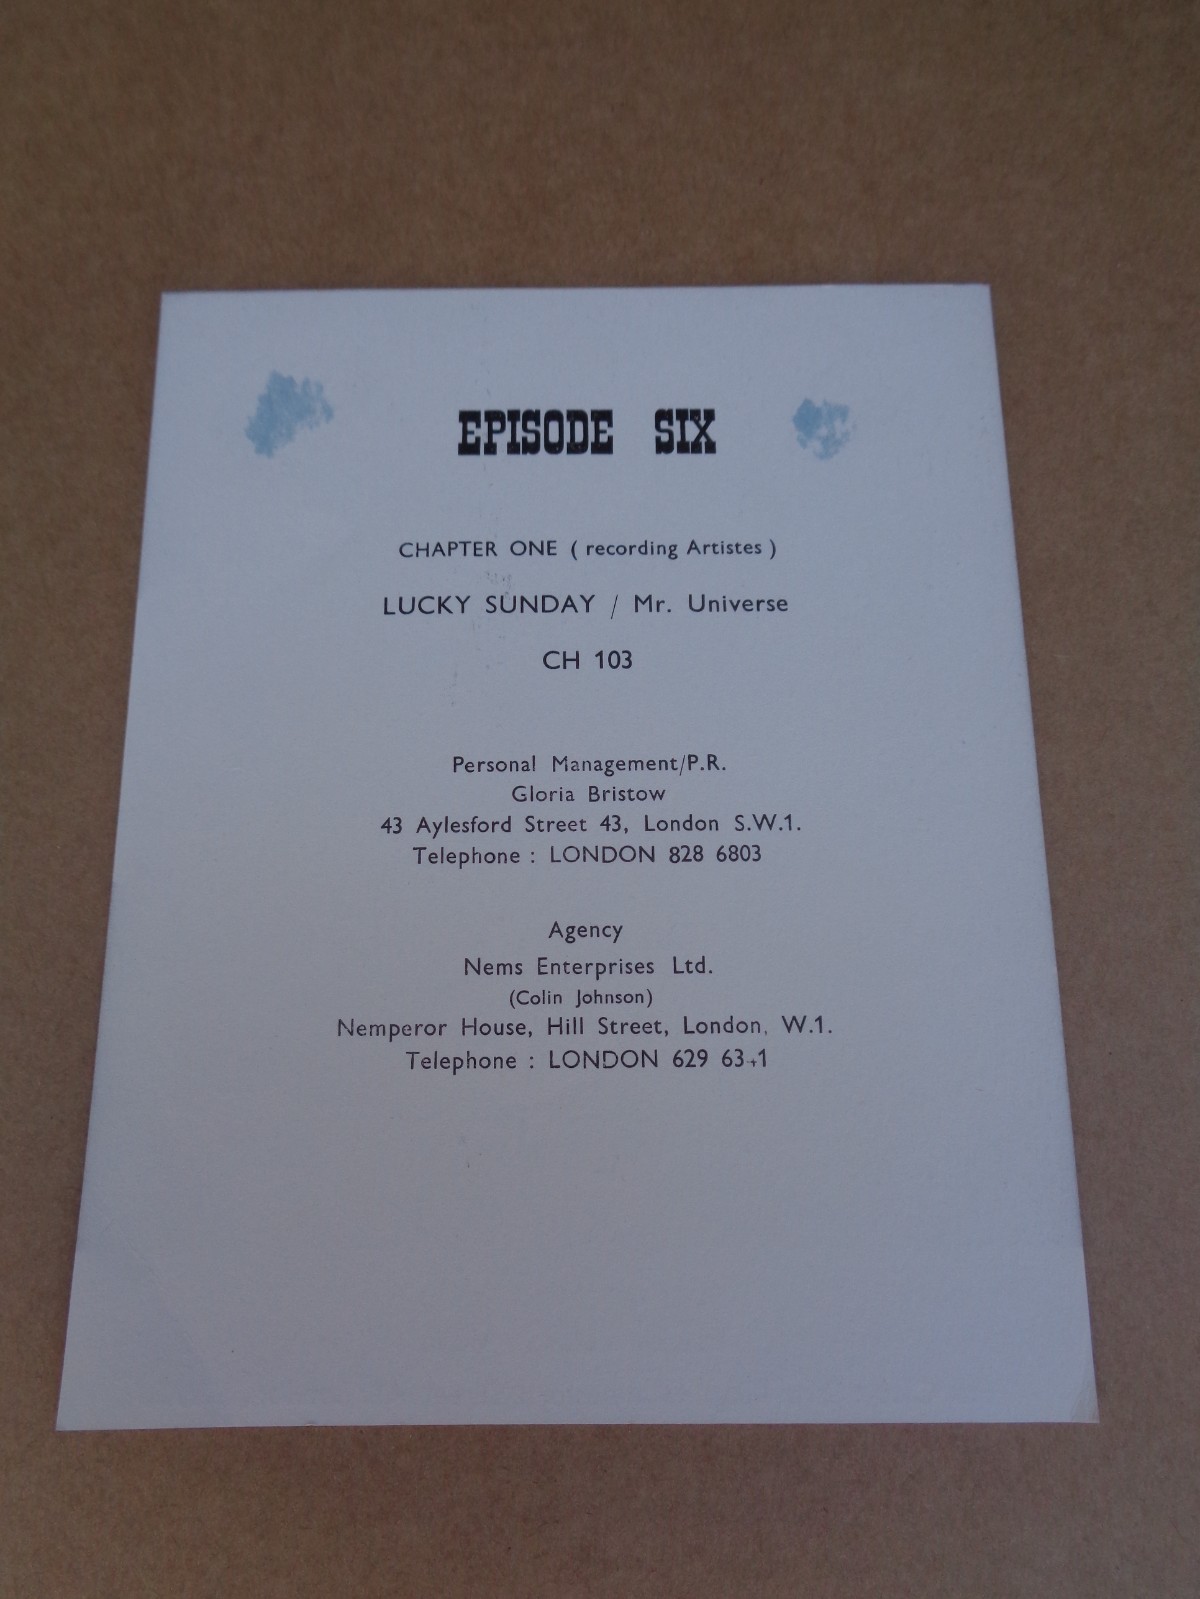 EPISODE SIX
CHAPTER ONE ( recording Artistes )
LUCKY SUNDAY / Mr. Universe
CH 103
Personal Management/P.R.
Gloria Bristow
43 Aylesford Street 43, London S.W.1.
Telephone : LONDON 828 6803
Agency
Nems Enterprises Ltd.
(Colin Johnson)
Nemperor House, Hill Street, London, W.1.
Telephone : LONDON 629